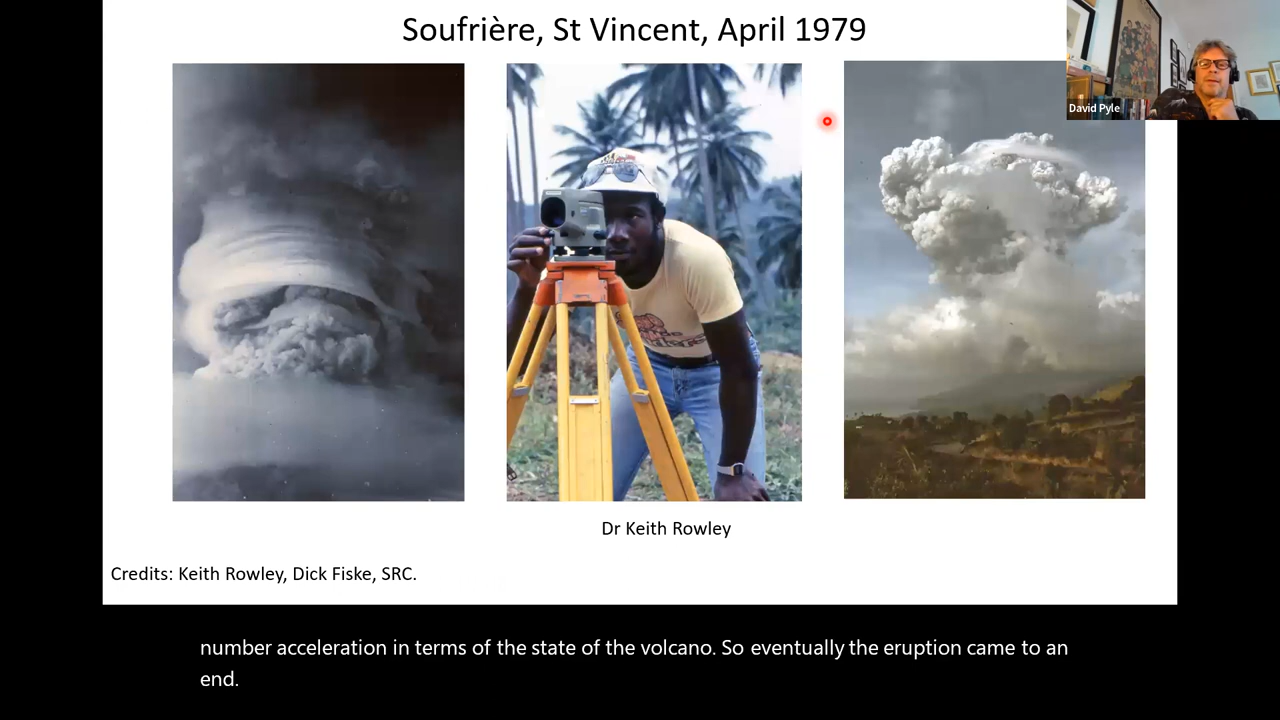 Soufrière, St Vincent, April 1979
David Pyle
Dr Keith Rowley
Credits: Keith Rowley, Dick Fiske, SRC.
number acceleration in terms of the state of the volcano. So eventually the eruption came to an
end.